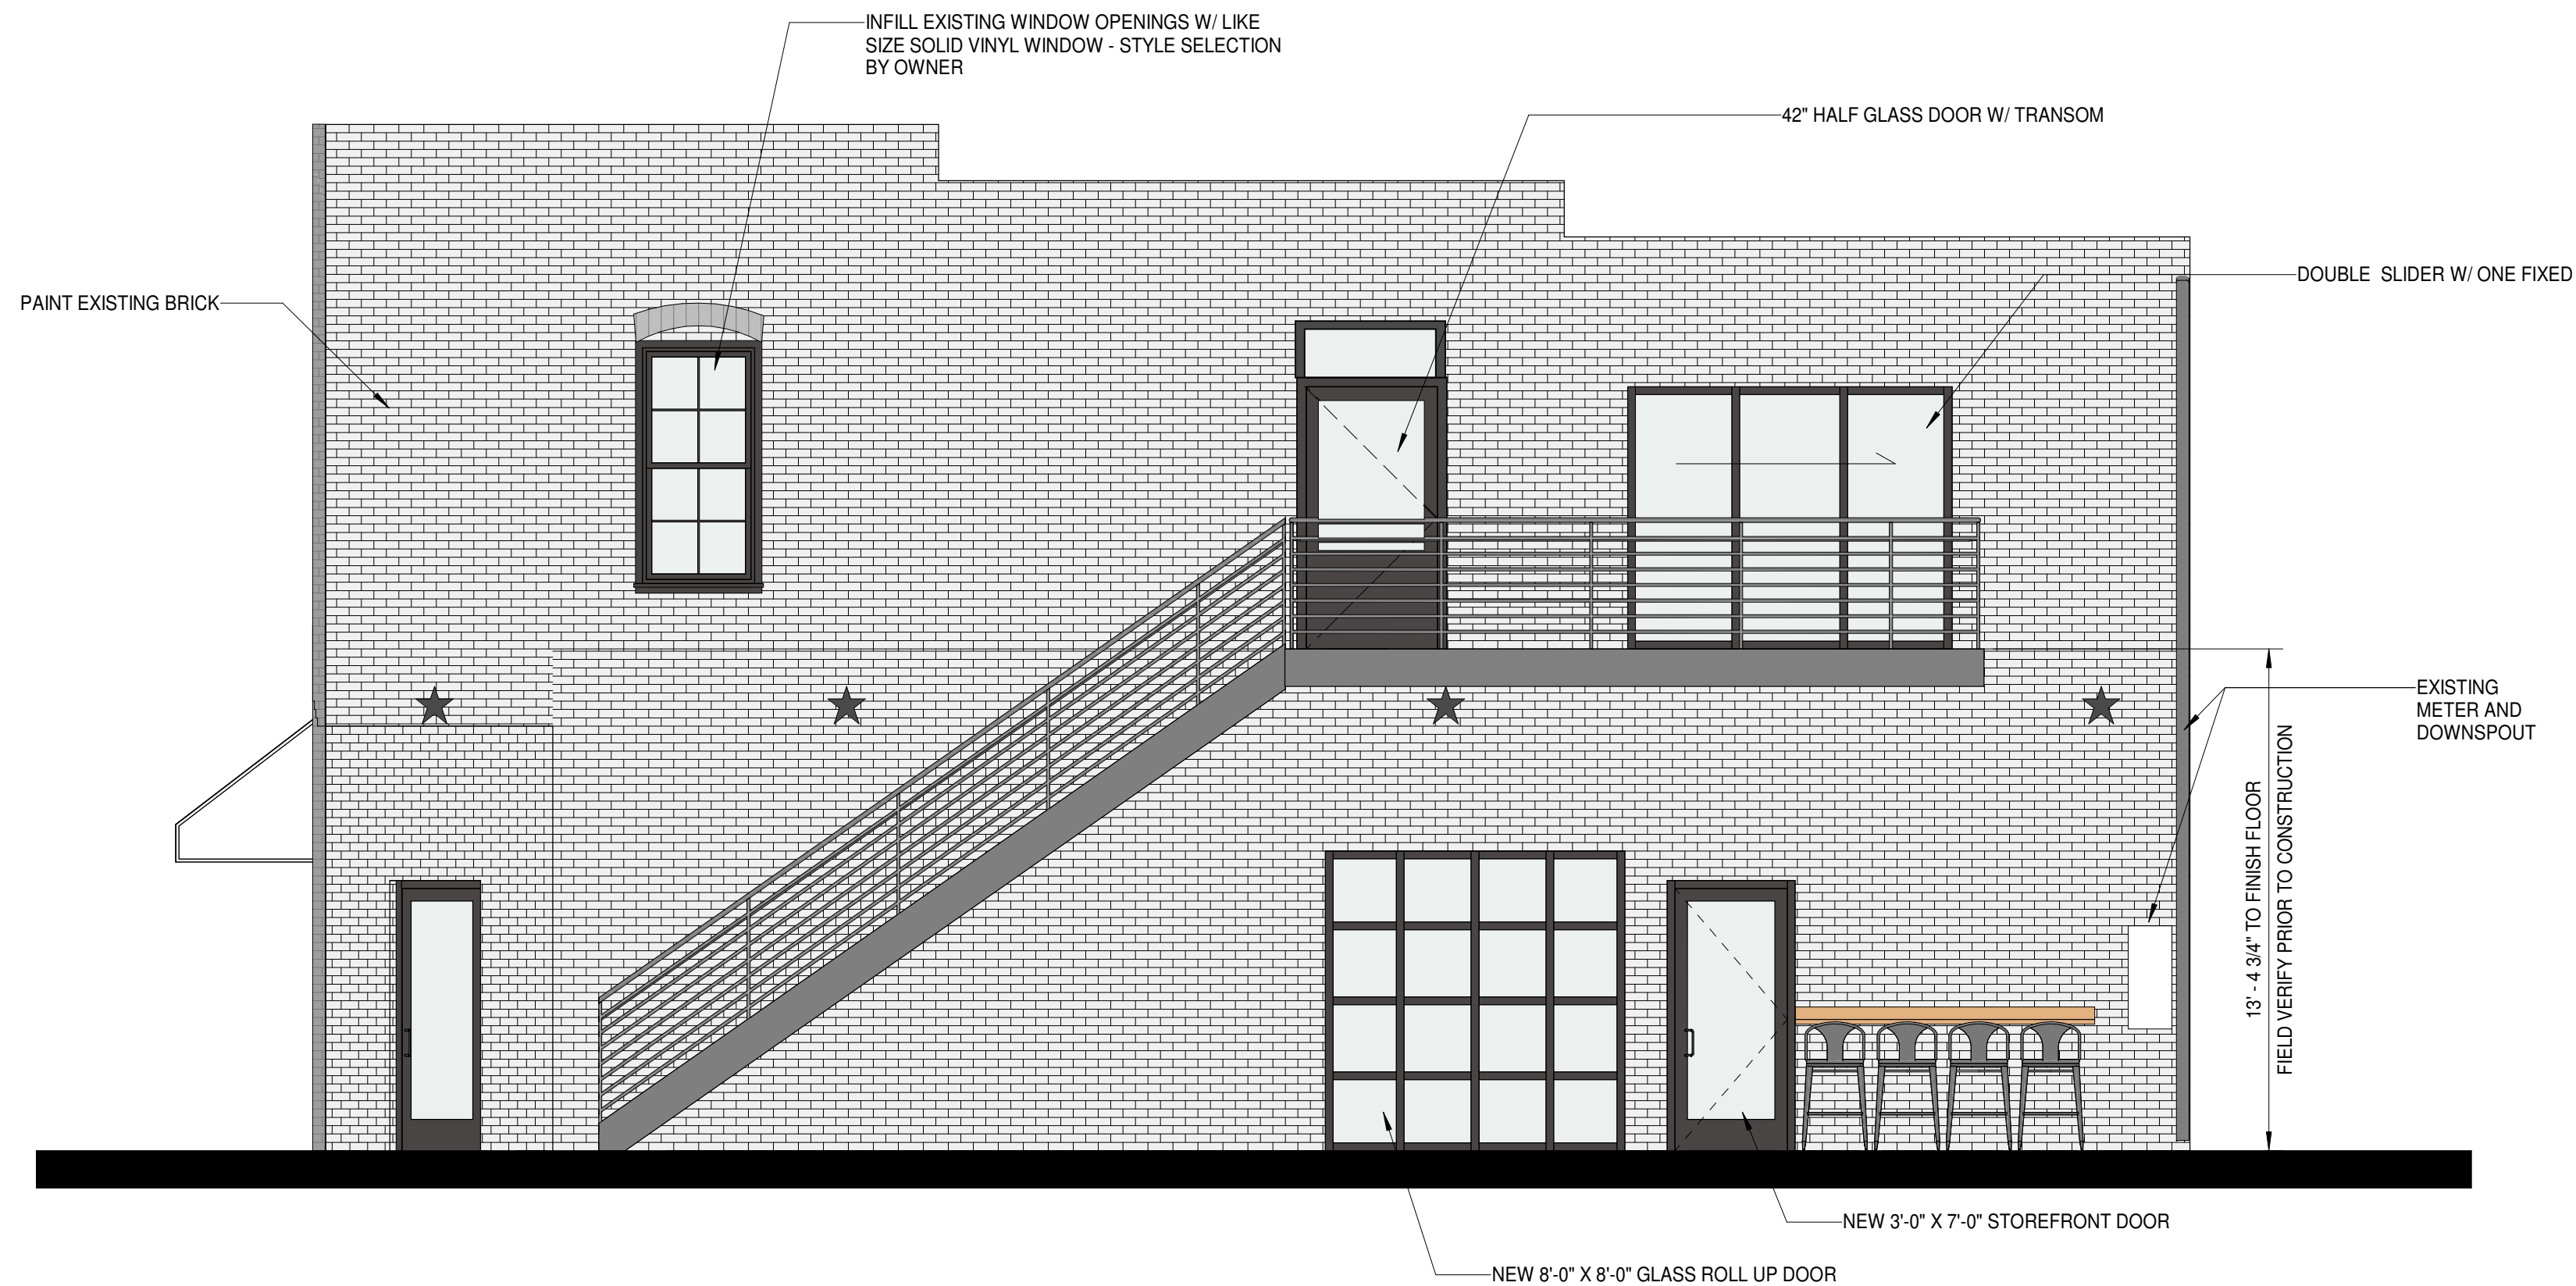 INFILL EXISTING WINDOW OPENINGS W/ LIKE
SIZE SOLID VINYL WINDOW - STYLE SELECTION
BY OWNER
42" HALF GLASS DOOR W/ TRANSOM
DOUBLE  SLIDER W/ ONE FIXED
PAINT EXISTING BRICK
EXISTING
METER AND
DOWNSPOUT
13' - 4 3/4" TO FINISH FLOOR
FIELD VERIFY PRIOR TO CONSTRUCTION
NEW 3'-0" X 7'-0" STOREFRONT DOOR
NEW 8'-0" X 8'-0" GLASS ROLL UP DOOR